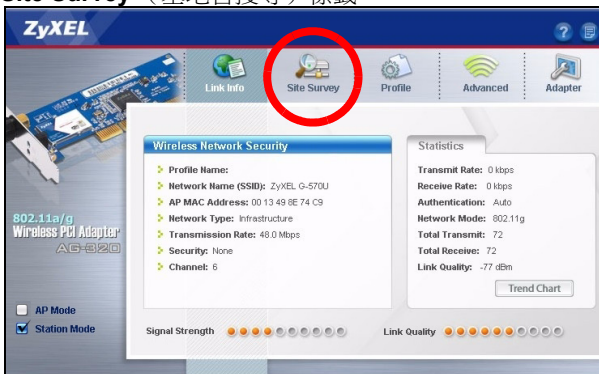 Site Survey（基地台搜尋）標籤
ZyXEL
Link Info
Site Survey
Profile
Advanced
Adapter
802.11a/g
Wireless PCI Adapter
AG-320
AP Mode
Station Mode
Wireless Network Security
Profile Name:
Network Name (SSID): ZyXEL G-570U
AP MAC Address: 00 13 49 8E 74 C9
Network Type: Infrastructure
Transmission Rate: 48.0 Mbps
Security: None
Channel: 6
Statistics
Transmit Rate: 0 kbps
Receive Rate: 0 kbps
Authentication: Auto
Network Mode: 802.11g
Total Transmit: 72
Total Receive: 72
Link Quality: -77 dBm
Trend Chart
Signal Strength
Link Quality